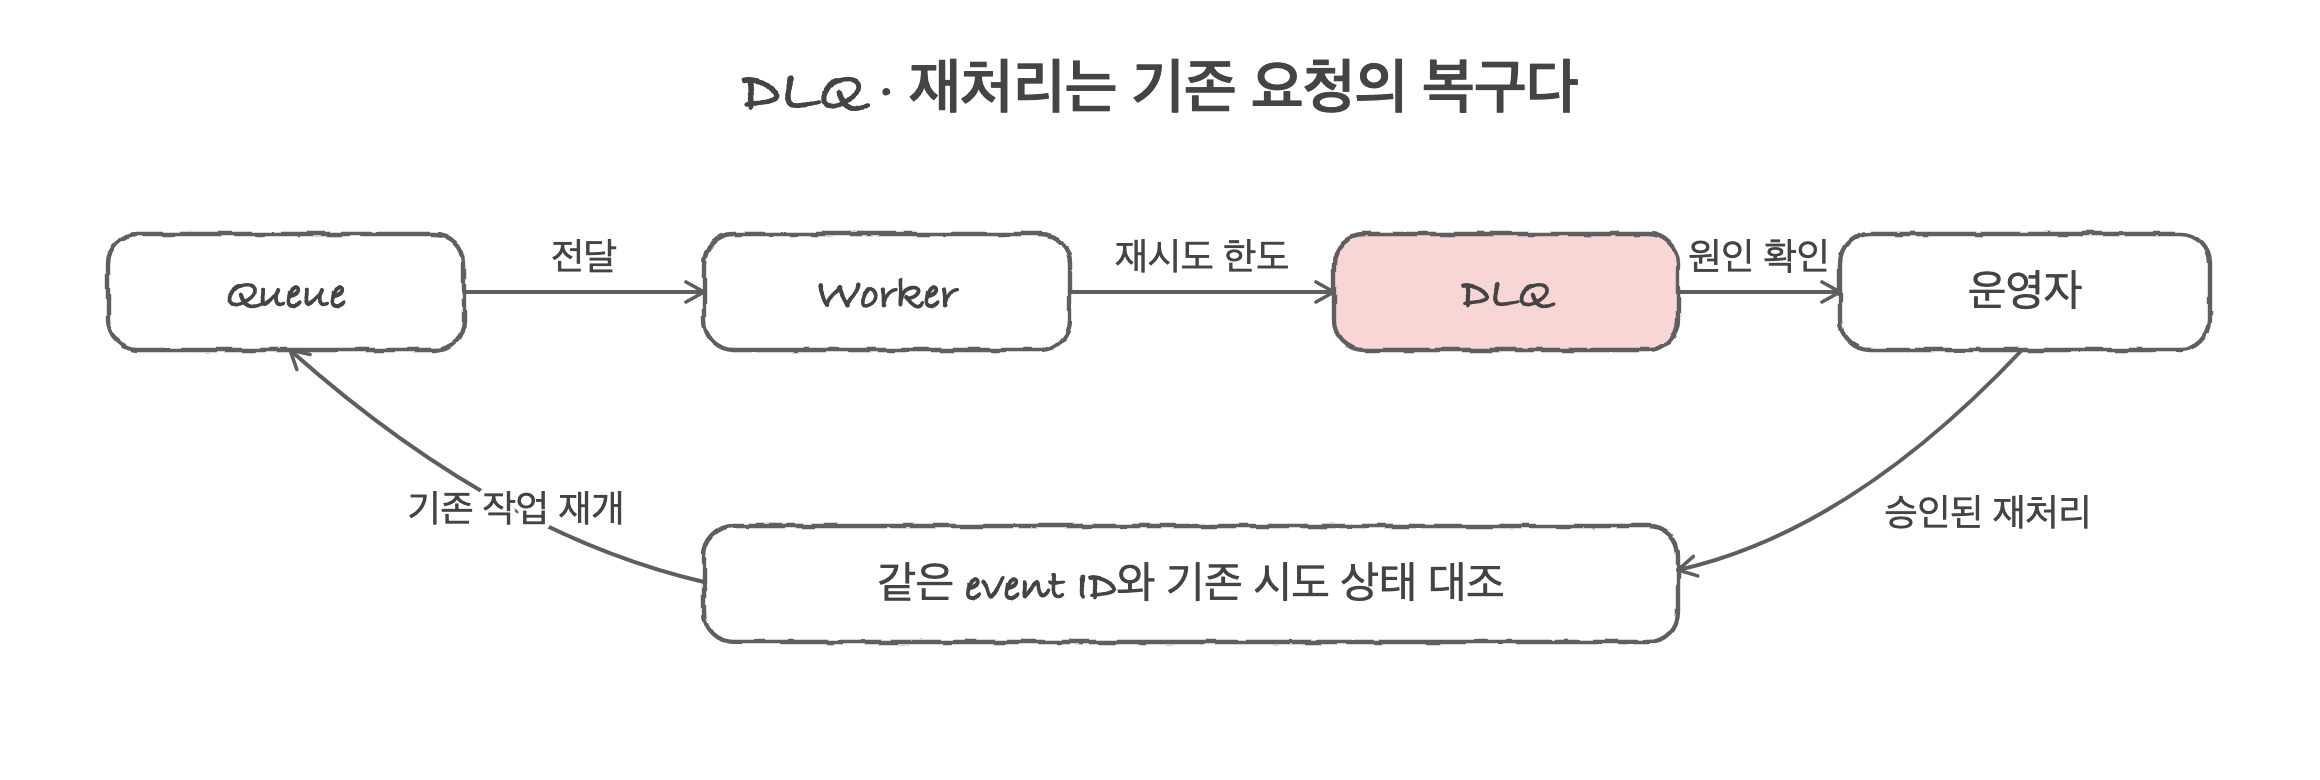 DLQ · 재처리는 기존 요청의 복구다
Queue
전달
Worker
재시도 한도
DLQ
원인 확인
운영자
기존 작업 재개
같은 event ID와 기존 시도 상태 대조
승인된 재처리